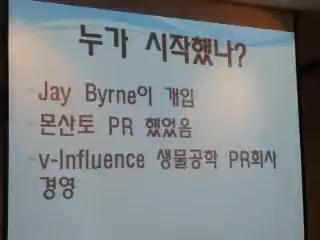 누가 시작했나?
Jay Byrne이 개입
몬산토 PR 했었음
v-Influence 생물공학 PR회사
경영